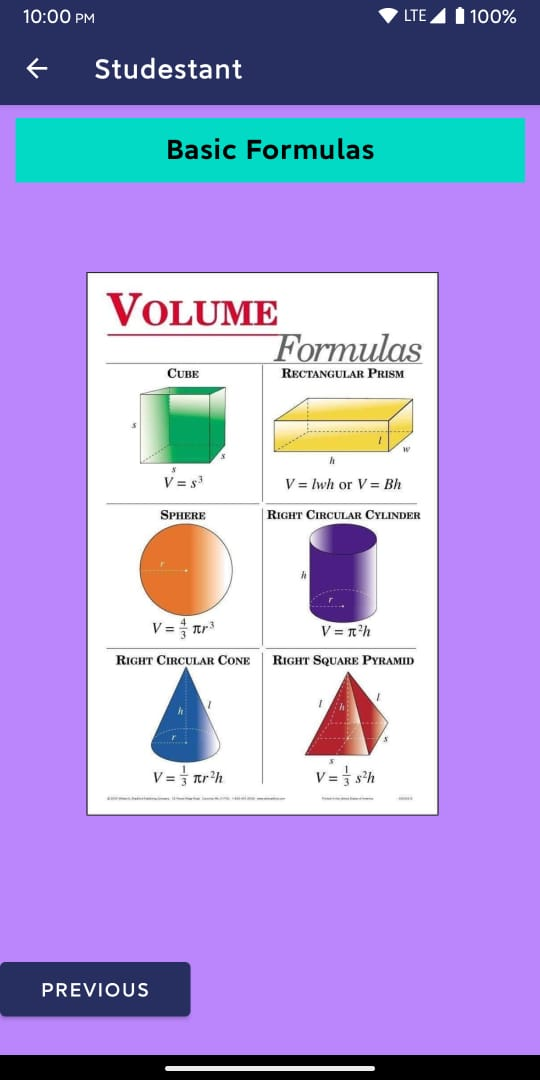 10:00 PM LTE 100%
Studestant
Basic Formulas
VOLUME
Formulas
CUBE
s
s
s
V = s³
RECTANGULAR PRISM
l
w
h
V = lwh or V = Bh
SPHERE
r
V = 4/3 πr³
RIGHT CIRCULAR CYLINDER
h
r
V = π²h
RIGHT CIRCULAR CONE
h
l
r
V = 1/3 πr²h
RIGHT SQUARE PYRAMID
l
h
l
s
s
V = 1/3 s²h
PREVIOUS